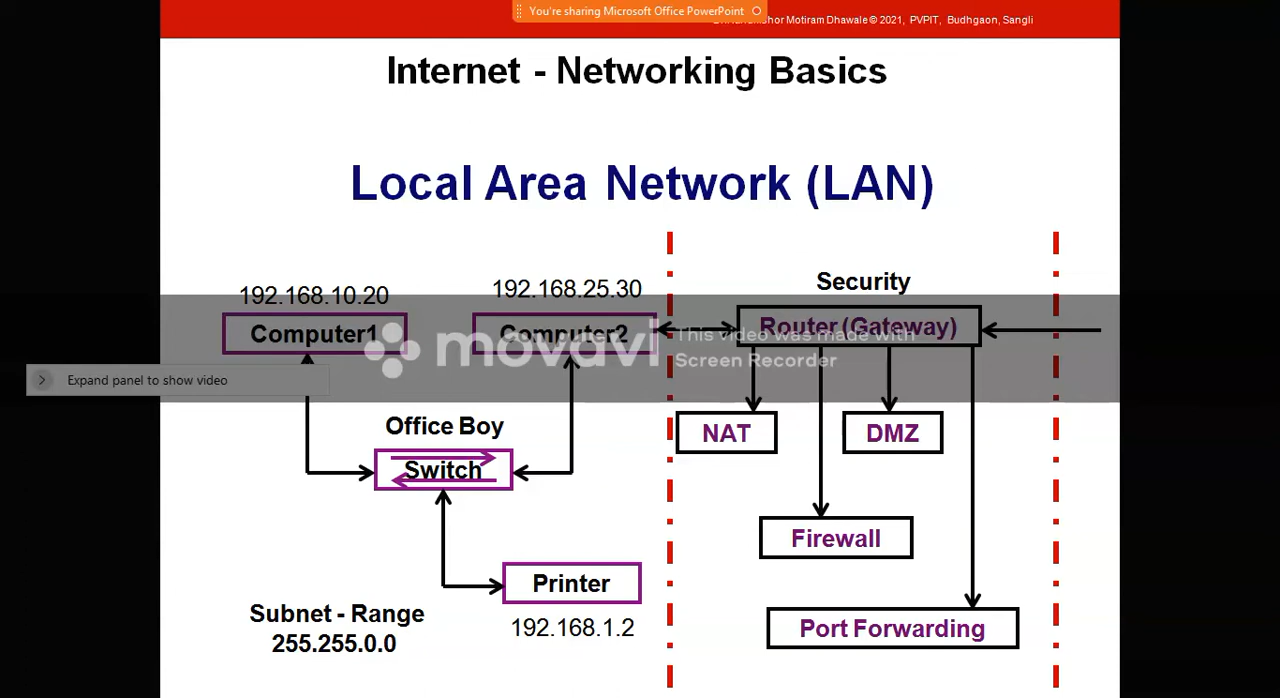 You're sharing Microsoft Office PowerPoint
shor Motiram Dhawale © 2021, PVPIT, Budhgaon, Sangli
Internet - Networking Basics
Local Area Network (LAN)
192.168.10.20
192.168.25.30
Security
Computer1
Computer2
Router (Gateway)
movavi
This video was made with
Screen Recorder
Expand panel to show video
Office Boy
NAT
DMZ
Switch
Firewall
Printer
Subnet - Range
255.255.0.0
192.168.1.2
Port Forwarding